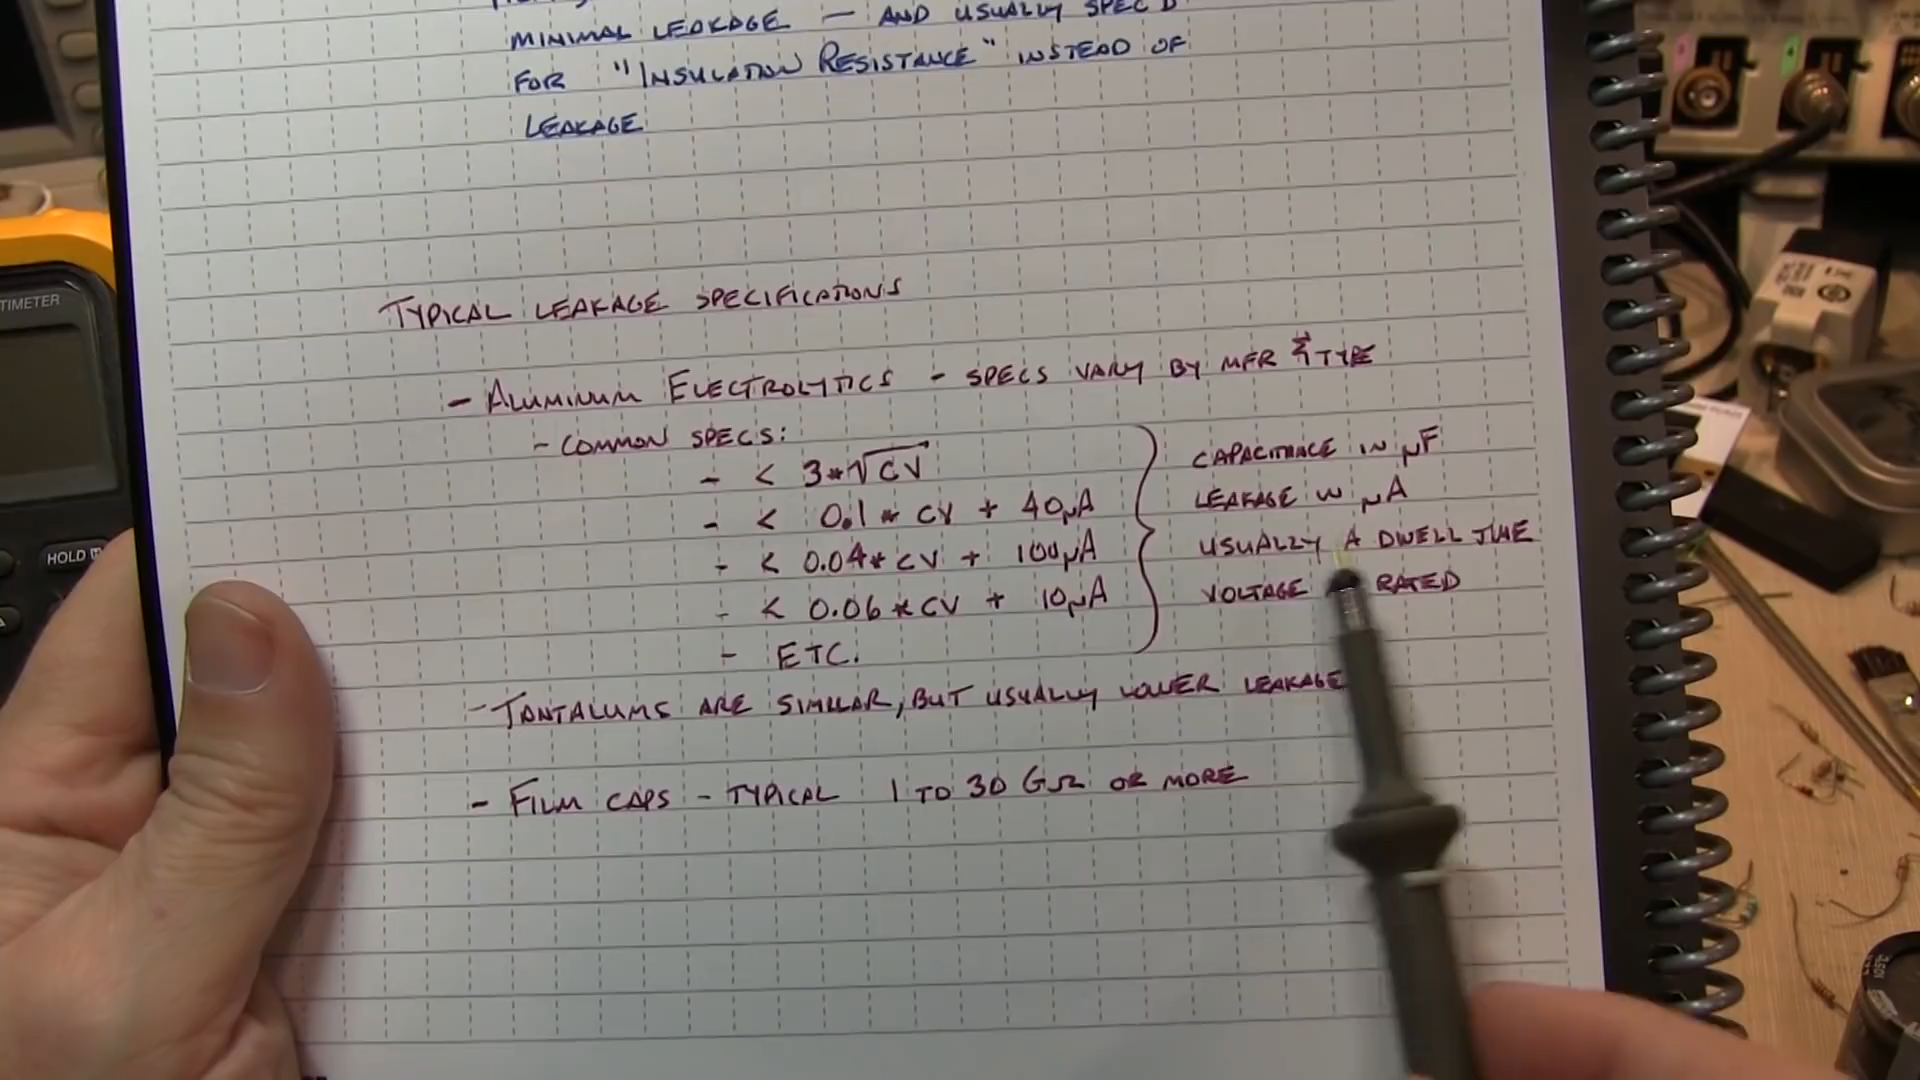 MINIMAL LEAKAGE — AND USUALLY SPEC'D
FOR "INSULATION RESISTANCE" INSTEAD OF
LEAKAGE
TYPICAL LEAKAGE SPECIFICATIONS
- ALUMINUM ELECTROLYTICS - SPECS VARY BY MFR & TYPE
- COMMON SPECS:
- < 3*√CV
- < 0.1 * CV + 40µA
- < 0.04* CV + 100µA
- < 0.06 * CV + 10µA
- ETC.
CAPACITANCE IN µF
LEAKAGE IN µA
USUALLY A DWELL TIME
VOLTAGE RATED
- TANTALUMS ARE SIMILAR, BUT USUALLY LOWER LEAKAGE
- FILM CAPS - TYPICAL 1 TO 30 GΩ OR MORE
TIMETER
HOLD
3
4